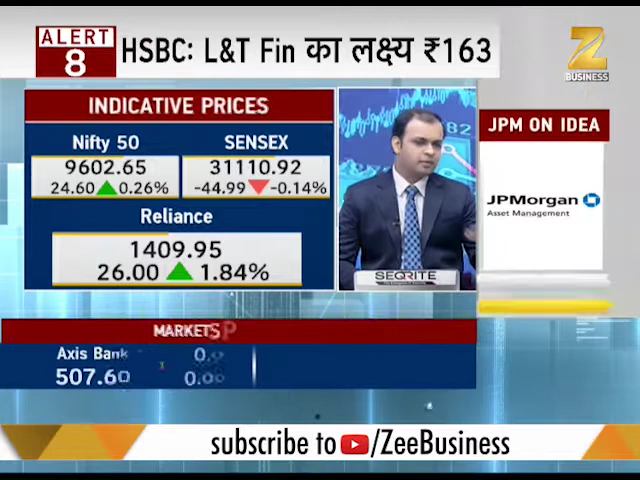 ALERT
8
HSBC: L&T Fin का लक्ष्य ₹163
Z
BUSINESS
INDICATIVE PRICES
Nifty 50
9602.65
24.60 0.26%
SENSEX
31110.92
-44.99 -0.14%
Reliance
1409.95
26.00 1.84%
82
SEQRITE
JPM ON IDEA
JPMorgan
Asset Management
MARKET
Axis Bank
507.60
subscribe to /ZeeBusiness